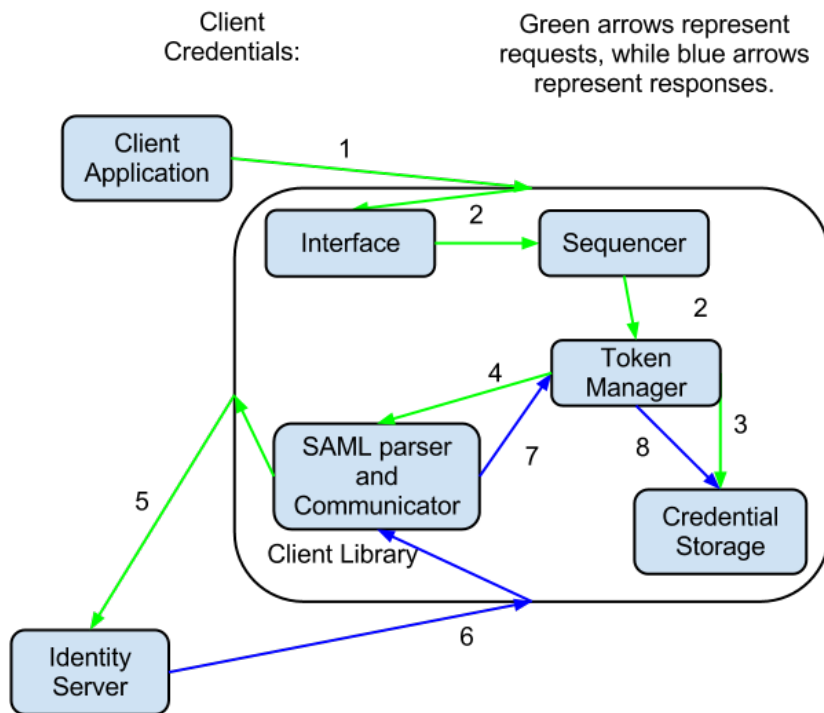 Client
Credentials:
Green arrows represent
requests, while blue arrows
represent responses.
Client
Application
1
Interface
2
Sequencer
2
Token
Manager
4
3
SAML parser
and
Communicator
7
8
5
Credential
Storage
Client Library
6
Identity
Server